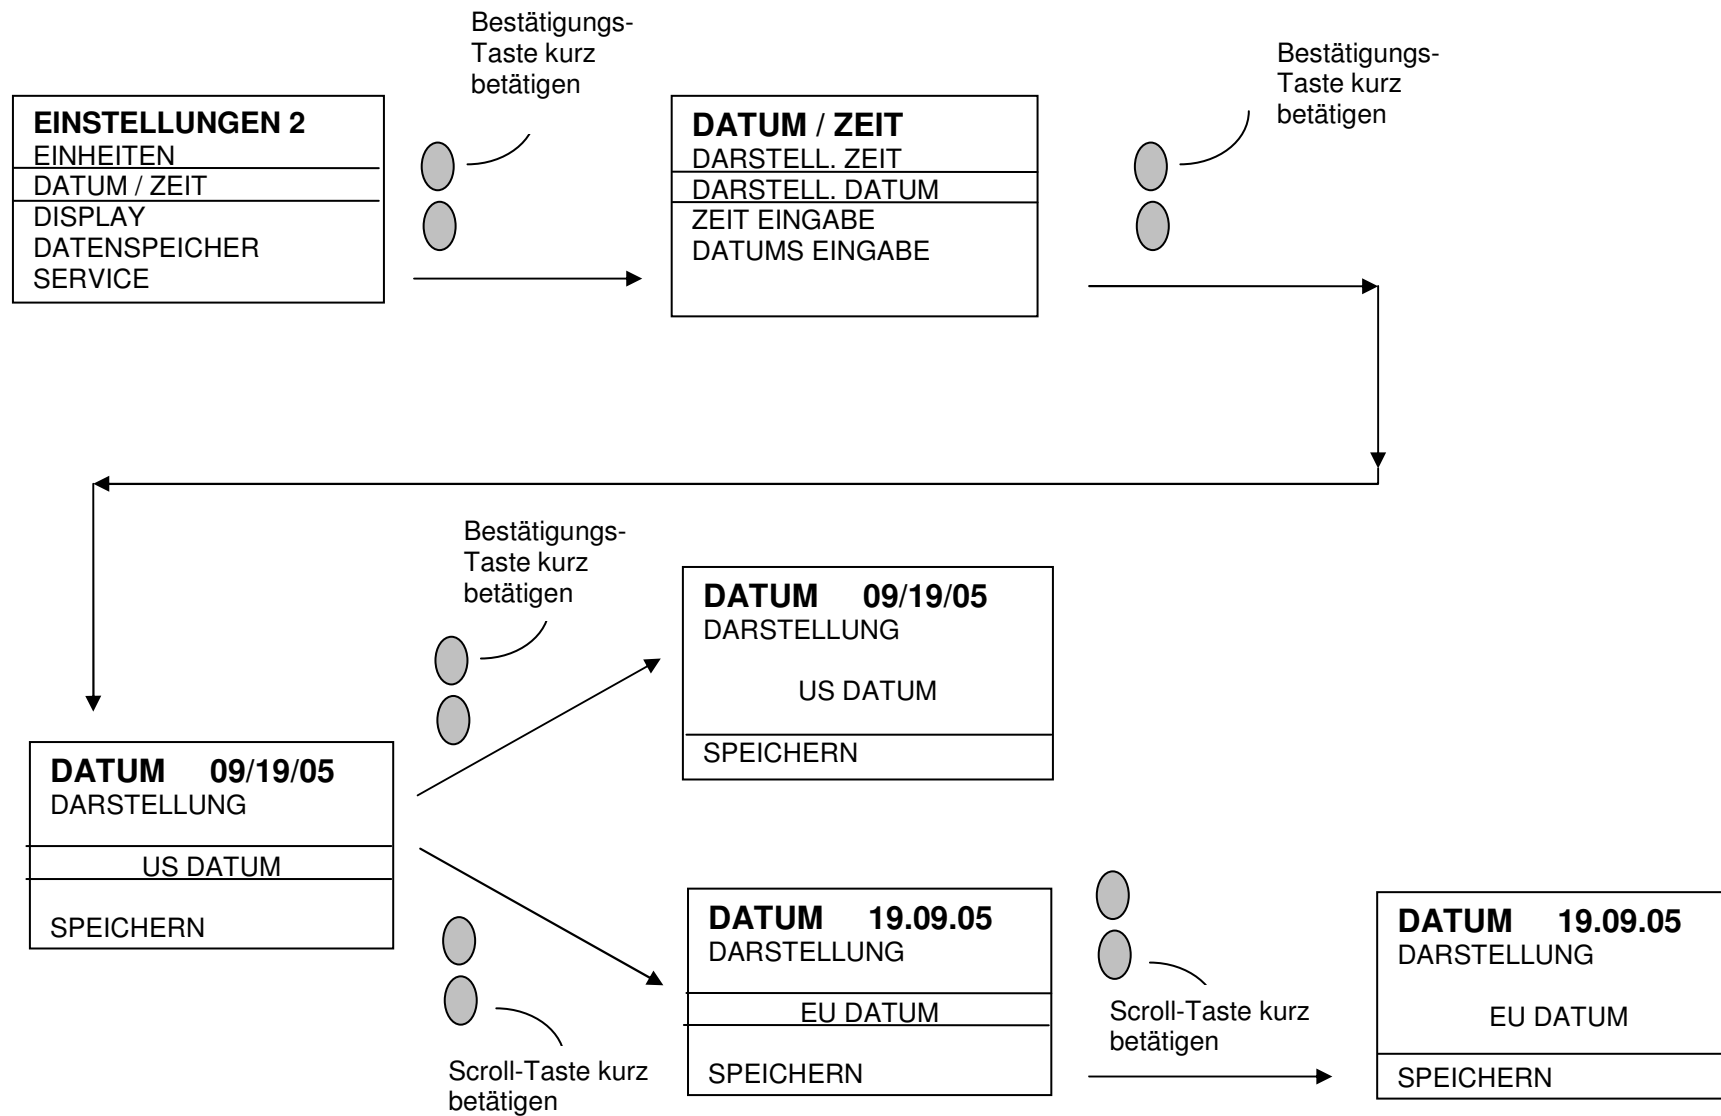 Bestätigungs-
Taste kurz
betätigen
Bestätigungs-
Taste kurz
betätigen
EINSTELLUNGEN 2
EINHEITEN
DATUM / ZEIT
DISPLAY
DATENSPEICHER
SERVICE
DATUM / ZEIT
DARSTELL. ZEIT
DARSTELL. DATUM
ZEIT EINGABE
DATUMS EINGABE
Bestätigungs-
Taste kurz
betätigen
DATUM 09/19/05
DARSTELLUNG
US DATUM
SPEICHERN
DATUM 09/19/05
DARSTELLUNG
US DATUM
SPEICHERN
Scroll-Taste kurz
betätigen
DATUM 19.09.05
DARSTELLUNG
EU DATUM
SPEICHERN
Scroll-Taste kurz
betätigen
DATUM 19.09.05
DARSTELLUNG
EU DATUM
SPEICHERN